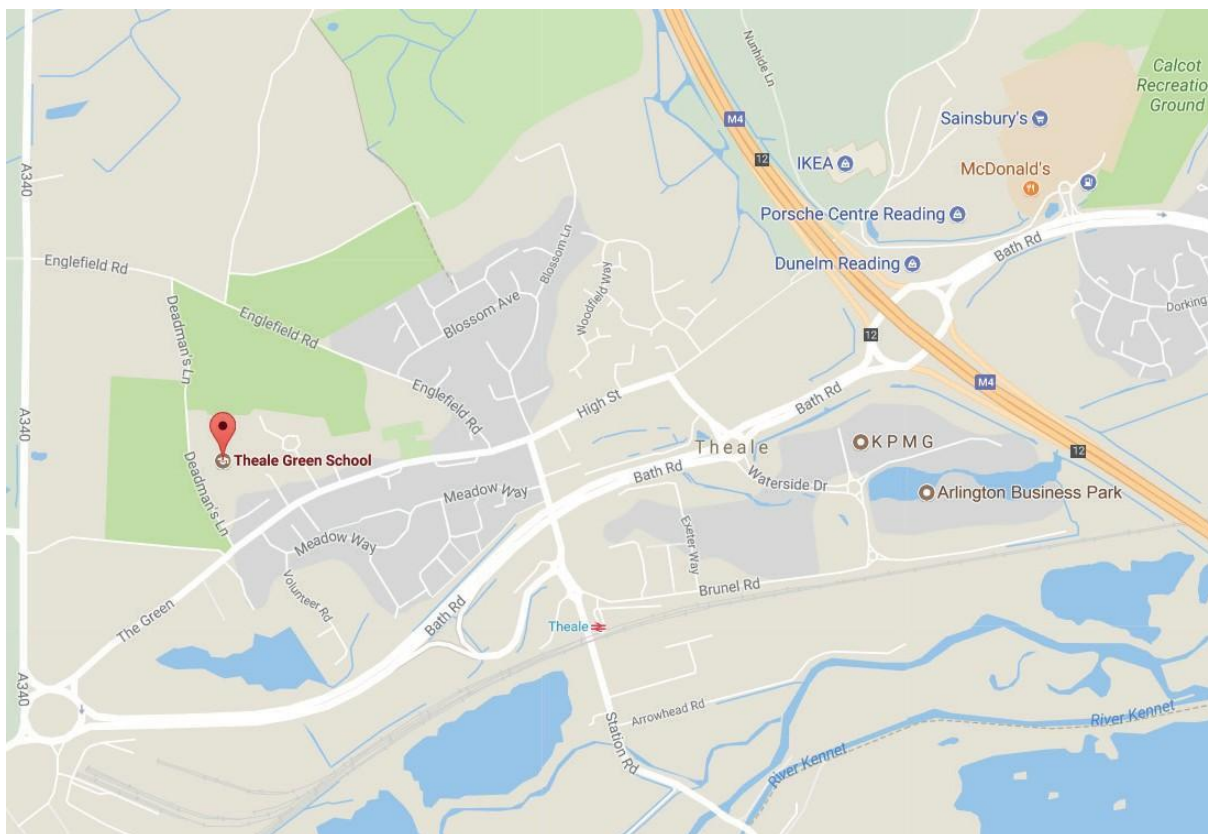 Nunhide Ln
Calcot
Recreation
Ground
M4
Sainsbury's
12
IKEA
McDonald's
A340
Porsche Centre Reading
Bath Rd
Englefield Rd
Blossom Ln
Dunelm Reading
Woodfield Way
Dorking
Deadman's Ln
Englefield Rd
Blossom Ave
12
M4
Englefield Rd
High St
Bath Rd
A340
Theale
KPMG
12
Theale Green School
Bath Rd
Waterside Dr
Arlington Business Park
Deadman's Ln
Meadow Way
Meadow Way
Exeter Way
Volunteer Rd
Brunel Rd
The Green
Bath Rd
Theale
A340
Arrowhead Rd
Station Rd
River Kennet
River Kennet